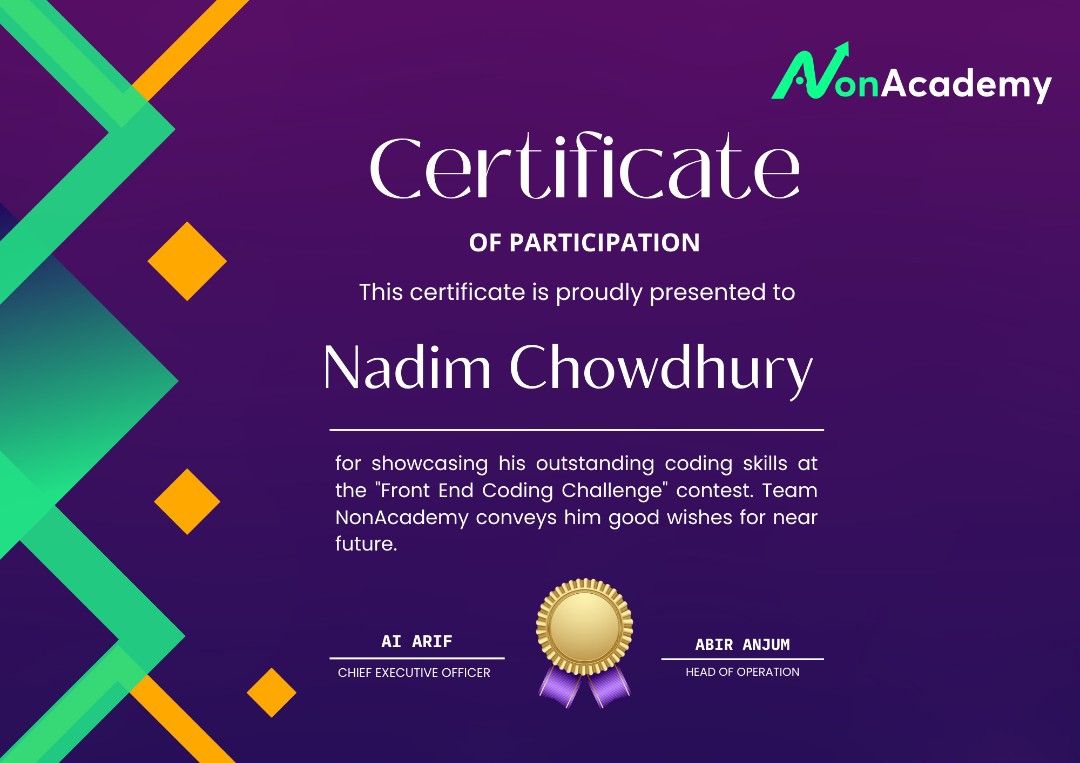 NonAcademy
Certificate
OF PARTICIPATION
This certificate is proudly presented to
Nadim Chowdhury
for showcasing his outstanding coding skills at
the "Front End Coding Challenge" contest. Team
NonAcademy conveys him good wishes for near
future.
AI ARIF
CHIEF EXECUTIVE OFFICER
ABIR ANJUM
HEAD OF OPERATION